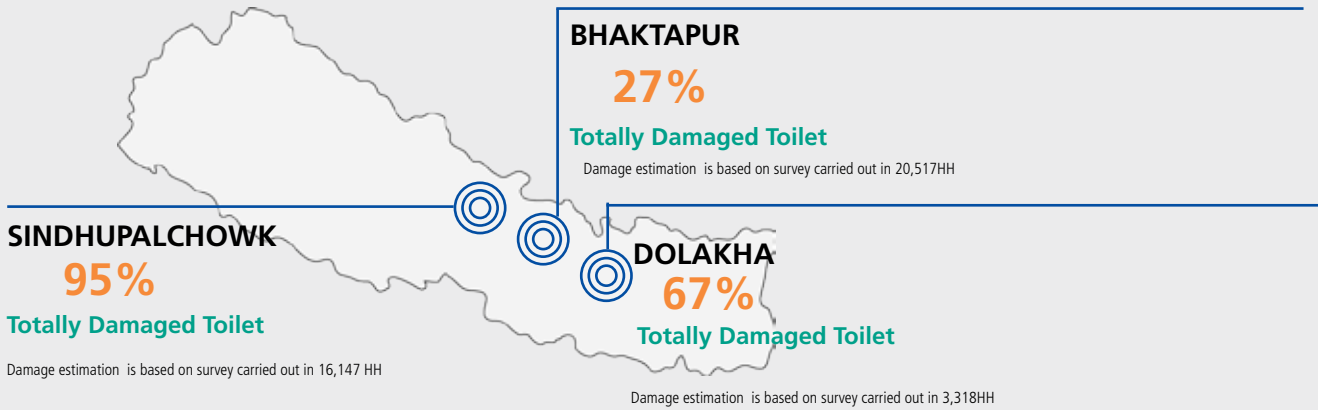 BHAKTAPUR
27%
Totally Damaged Toilet
Damage estimation is based on survey carried out in 20,517HH
SINDHUPALCHOWK
95%
Totally Damaged Toilet
Damage estimation is based on survey carried out in 16,147 HH
DOLAKHA
67%
Totally Damaged Toilet
Damage estimation is based on survey carried out in 3,318HH